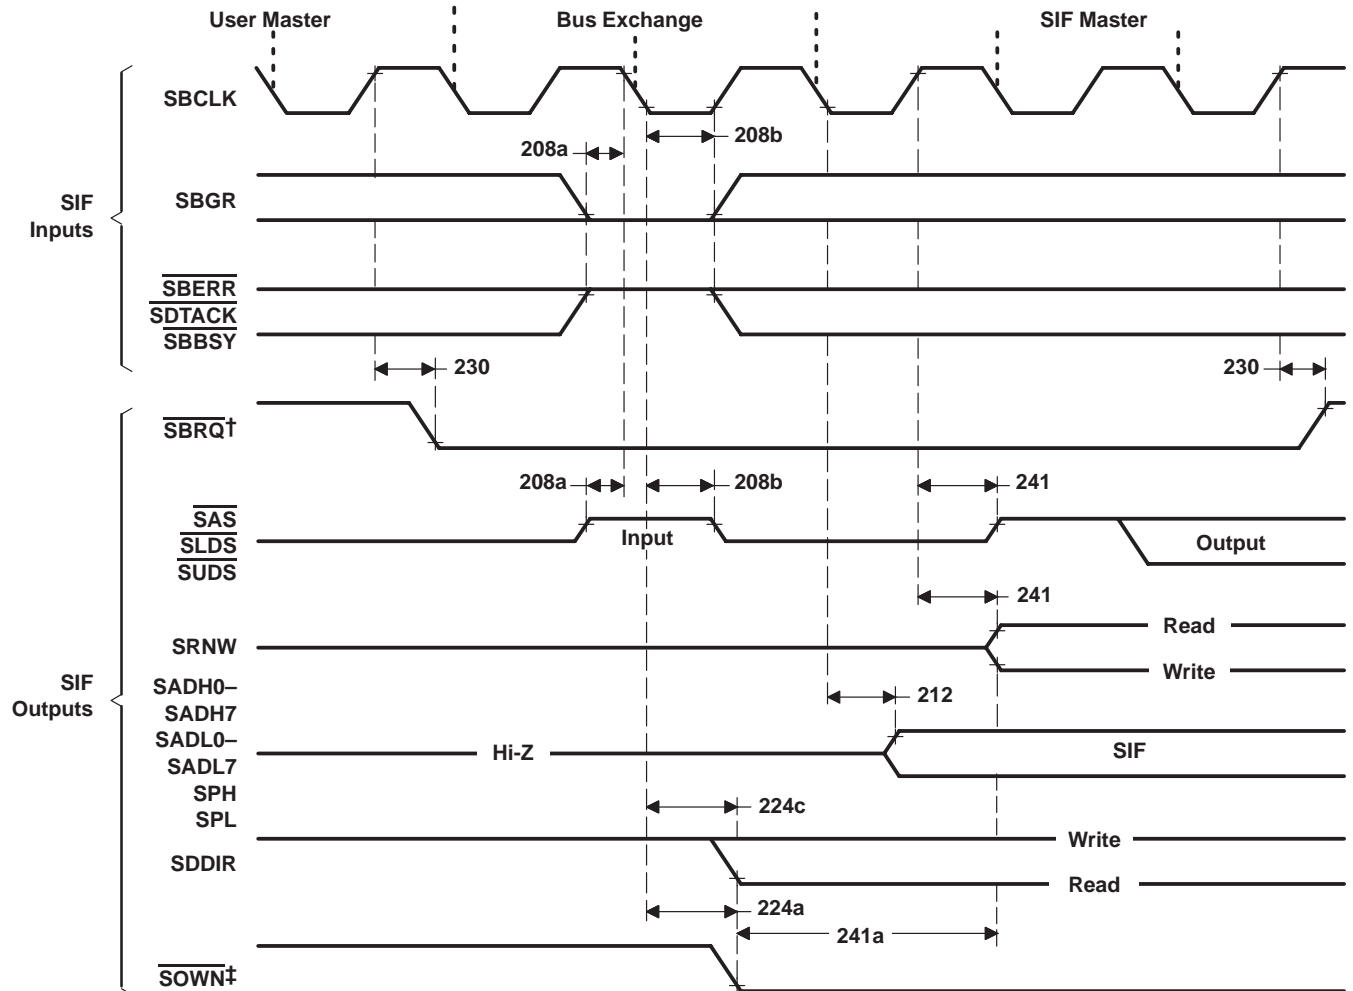 User Master
Bus Exchange
SIF Master
SBCLK
208a
208b
SBGR
SIF
Inputs
SBERR
SDTACK
SBBSY
230
230
SBRQ†
208a
208b
241
SAS
SLDS
SUDS
Input
Output
241
SRNW
Read
Write
SIF
Outputs
SADH0–
SADH7
SADL0–
SADL7
SPH
SPL
212
Hi-Z
SIF
224c
SDDIR
Write
Read
224a
241a
SOWN‡